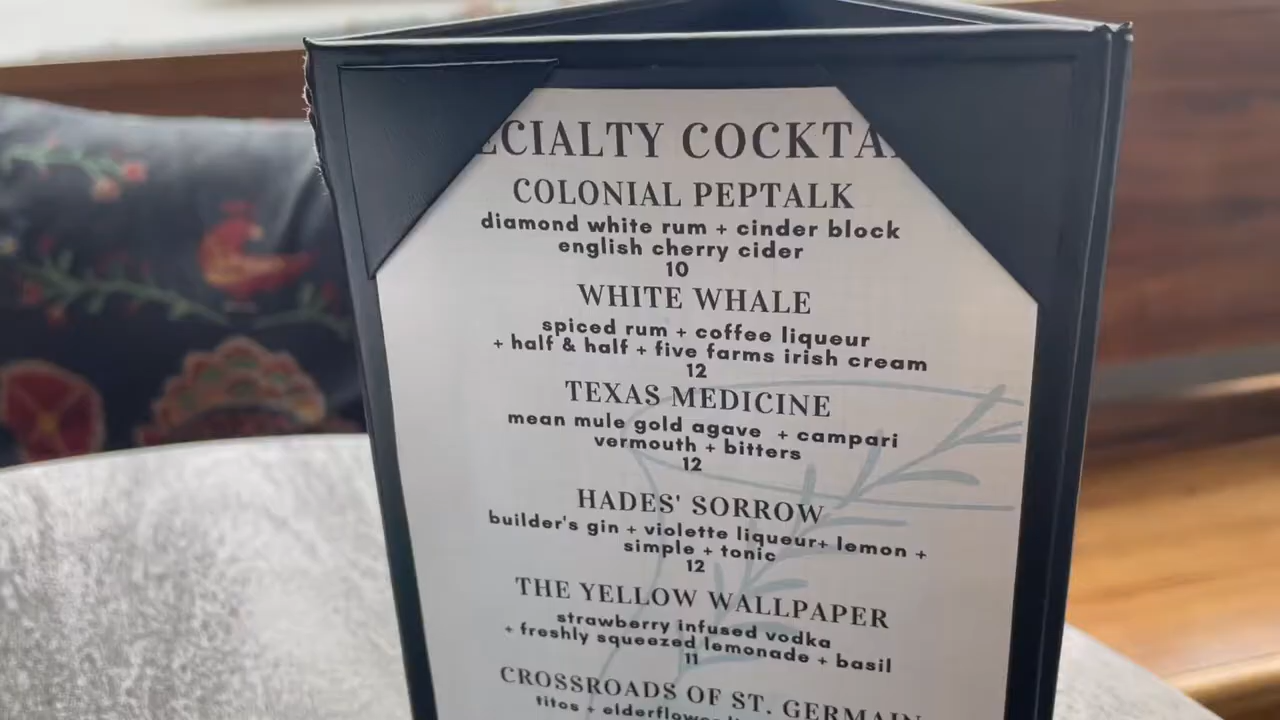 ECIALTY COCKTA
COLONIAL PEPTALK
diamond white rum + cinder block
english cherry cider
10
WHITE WHALE
spiced rum + coffee liqueur
+ half & half + five farms irish cream
12
TEXAS MEDICINE
mean mule gold agave + campari
vermouth + bitters
12
HADES' SORROW
builder's gin + violette liqueur+ lemon +
simple + tonic
12
THE YELLOW WALLPAPER
strawberry infused vodka
+ freshly squeezed lemonade + basil
11
CROSSROADS OF ST. GERMAIN
titos + elderflower